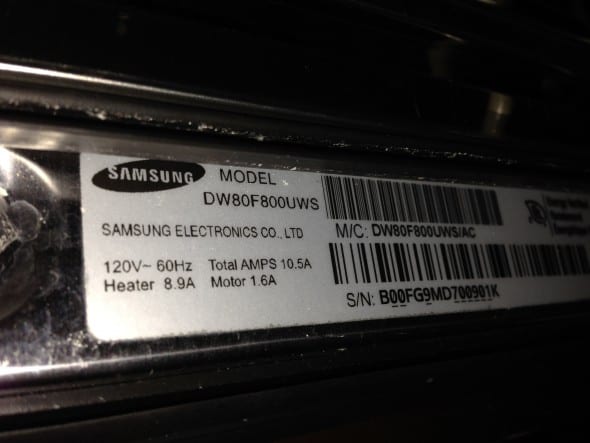 SAMSUNG MODEL
DW80F800UWS
SAMSUNG ELECTRONICS CO., LTD
M/C: DW80F800UWS/AC
120V~ 60Hz Total AMPS 10.5A
Heater 8.9A Motor 1.6A
S/N: B00FG9MD700901K